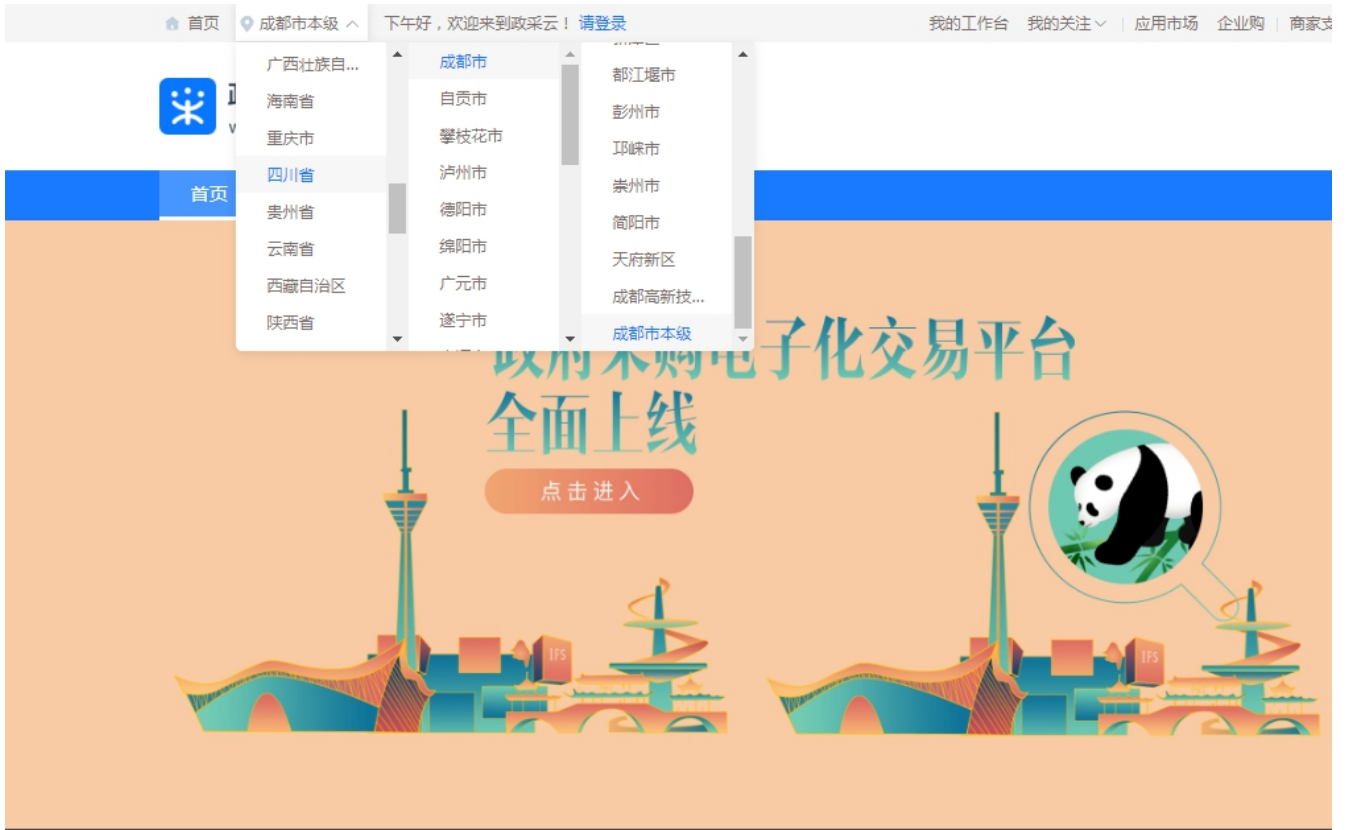 首页
成都市本级
下午好，欢迎来到政采云！请登录
我的工作台
我的关注
应用市场
企业购
商家支
广西壮族自...
海南省
重庆市
四川省
贵州省
云南省
西藏自治区
陕西省
成都市
自贡市
攀枝花市
泸州市
德阳市
绵阳市
广元市
遂宁市
都江堰市
彭州市
邛崃市
崇州市
简阳市
天府新区
成都高新技...
成都市本级
首页
政府采购电子化交易平台
全面上线
点击进入
IFS
IFS